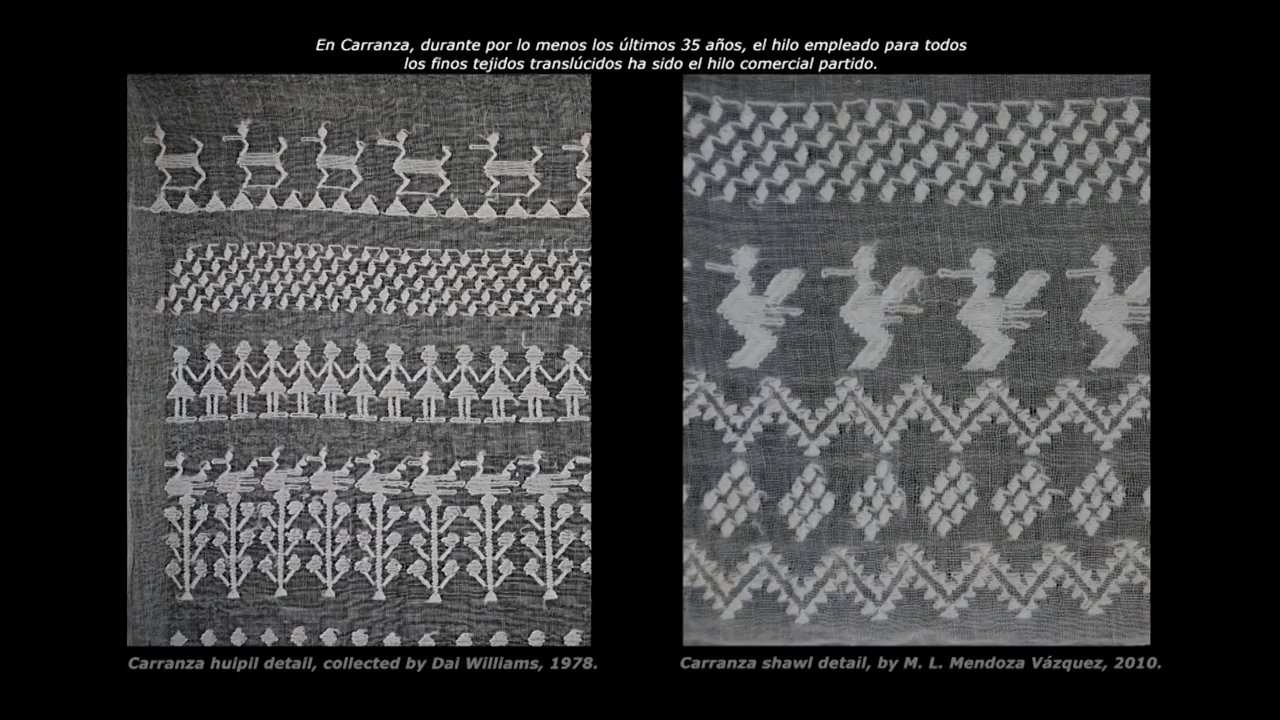 En Carranza, durante por lo menos los últimos 35 años, el hilo empleado para todos
los finos tejidos translúcidos ha sido el hilo comercial partido.
Carranza huipil detail, collected by Dai Williams, 1978.
Carranza shawl detail, by M. L. Mendoza Vázquez, 2010.